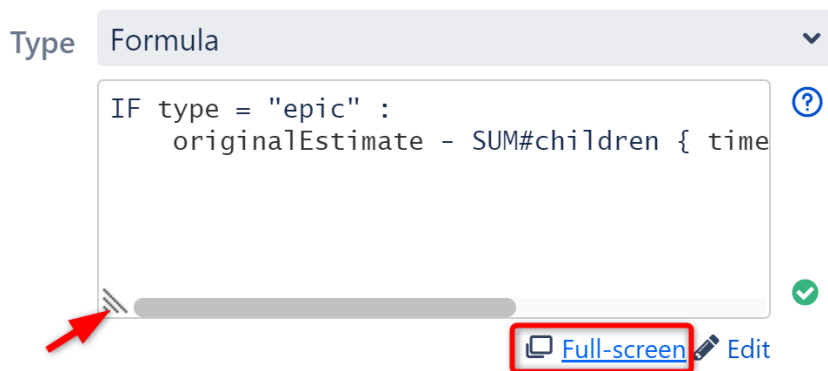 Type Formula
IF type = "epic" :
originalEstimate - SUM#children { time
Full-screen Edit